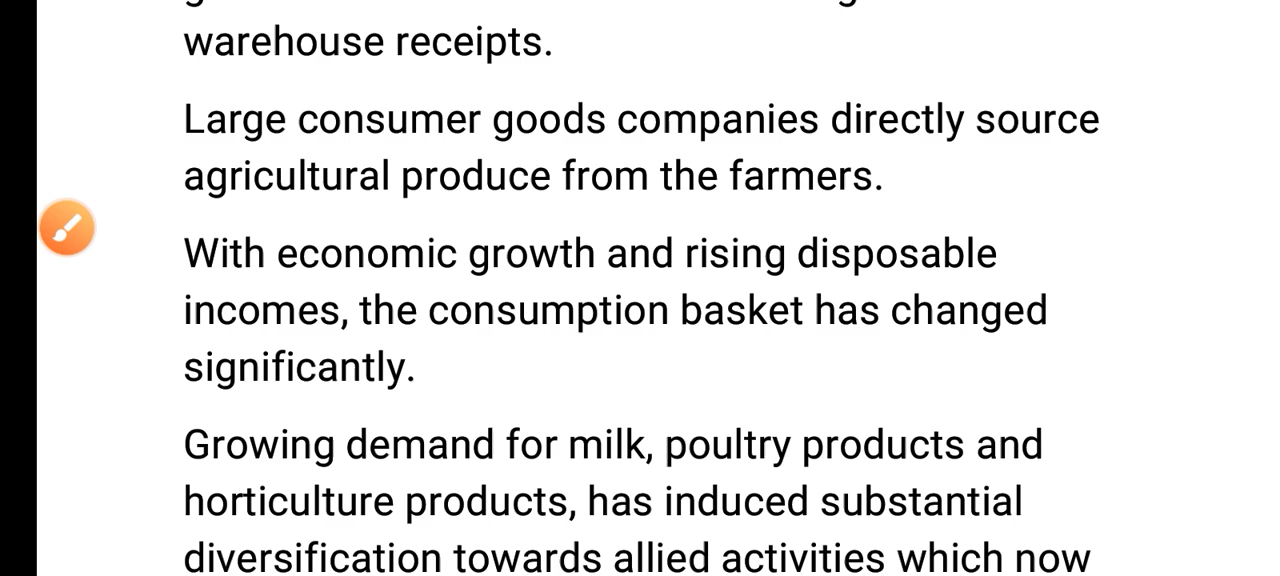 warehouse receipts.
Large consumer goods companies directly source
agricultural produce from the farmers.
With economic growth and rising disposable
incomes, the consumption basket has changed
significantly.
Growing demand for milk, poultry products and
horticulture products, has induced substantial
diversification towards allied activities which now